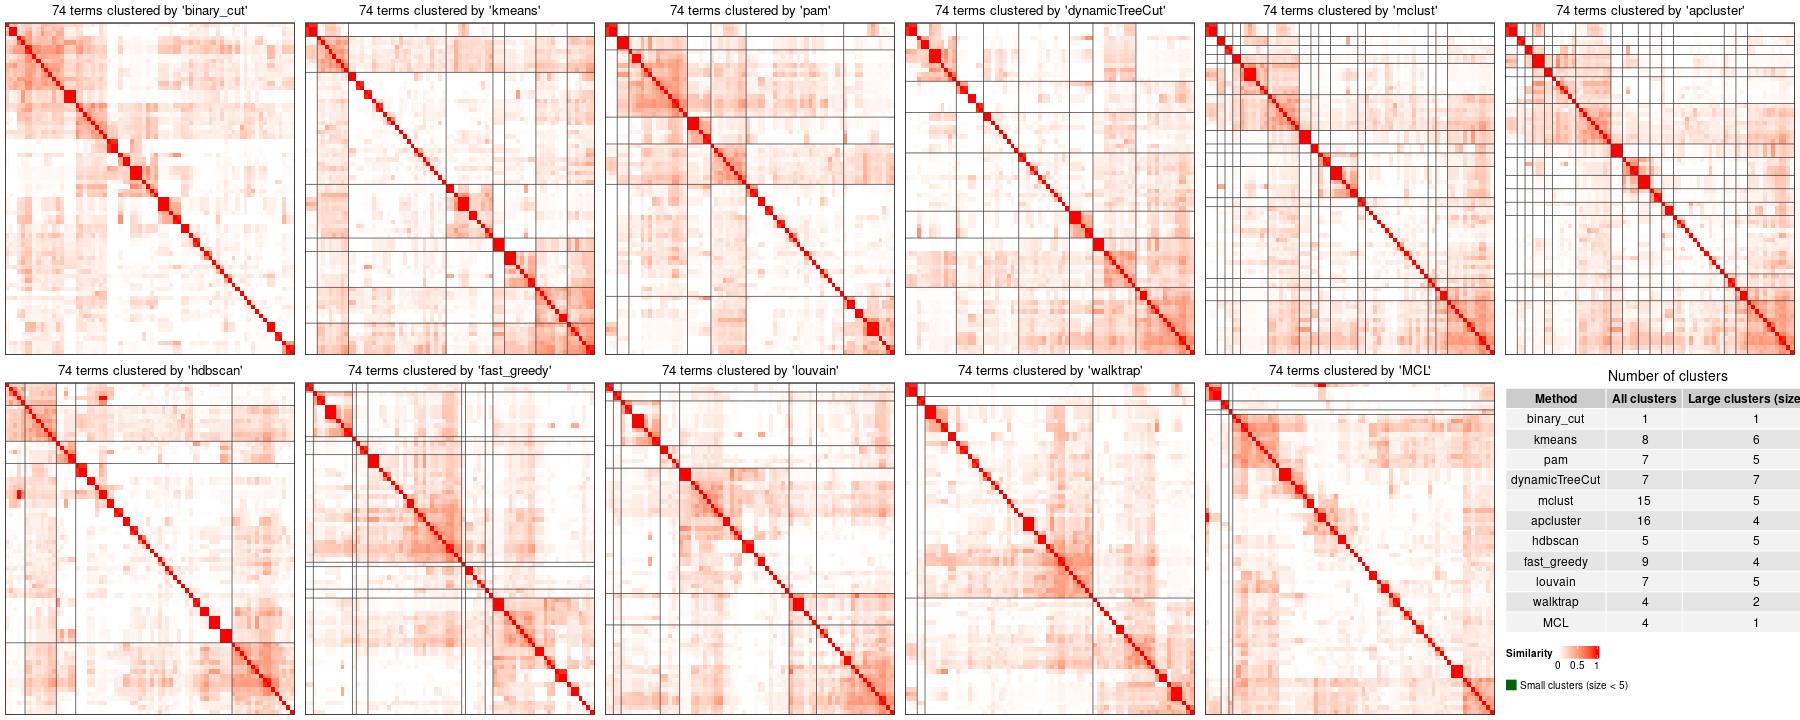 74 terms clustered by 'binary_cut'
74 terms clustered by 'kmeans'
74 terms clustered by 'pam'
74 terms clustered by 'dynamicTreeCut'
74 terms clustered by 'mclust'
74 terms clustered by 'apcluster'
74 terms clustered by 'hdbscan'
74 terms clustered by 'fast_greedy'
74 terms clustered by 'louvain'
74 terms clustered by 'walktrap'
74 terms clustered by 'MCL'
Number of clusters
Method All clusters Large clusters (size
binary_cut 1 1
kmeans 8 6
pam 7 5
dynamicTreeCut 7 7
mclust 15 5
apcluster 16 4
hdbscan 5 5
fast_greedy 9 4
louvain 7 5
walktrap 4 2
MCL 4 1
Similarity
0 0.5 1
Small clusters (size < 5)